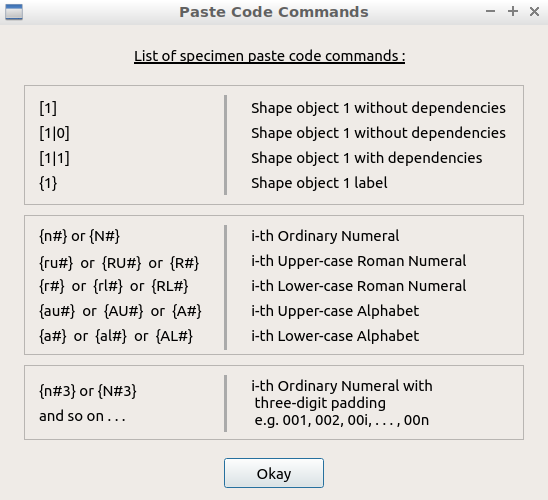 Paste Code Commands
List of specimen paste code commands :
[1] Shape object 1 without dependencies
[1|0] Shape object 1 without dependencies
[1|1] Shape object 1 with dependencies
{1} Shape object 1 label
{n#} or {N#} i-th Ordinary Numeral
{ru#} or {RU#} or {R#} i-th Upper-case Roman Numeral
{r#} or {rl#} or {RL#} i-th Lower-case Roman Numeral
{au#} or {AU#} or {A#} i-th Upper-case Alphabet
{a#} or {al#} or {AL#} i-th Lower-case Alphabet
{n#3} or {N#3}
and so on . . .
i-th Ordinary Numeral with
three-digit padding
e.g. 001, 002, 00i, . . . , 00n
Okay